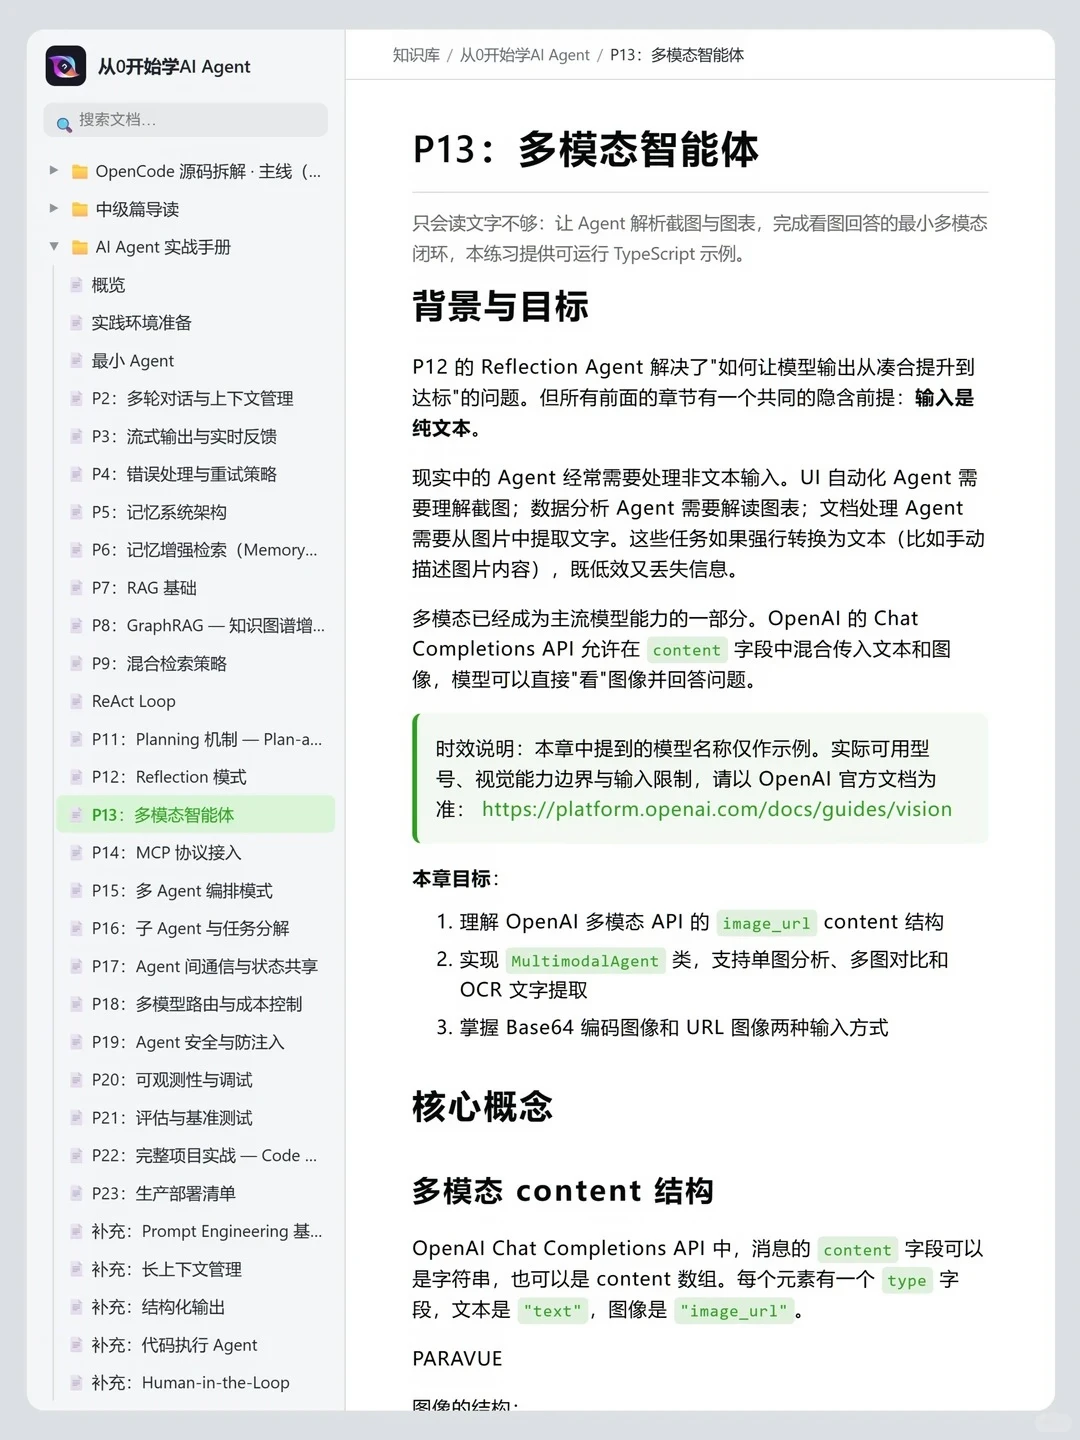 从0开始学AI Agent
搜索文档...
OpenCode 源码拆解 · 主线（...
中级篇导读
AI Agent 实战手册
概览
实践环境准备
最小 Agent
P2：多轮对话与上下文管理
P3：流式输出与实时反馈
P4：错误处理与重试策略
P5：记忆系统架构
P6：记忆增强检索（Memory...
P7：RAG 基础
P8：GraphRAG — 知识图谱增...
P9：混合检索策略
ReAct Loop
P11：Planning 机制 — Plan-a...
P12：Reflection 模式
P13：多模态智能体
P14：MCP 协议接入
P15：多 Agent 编排模式
P16：子 Agent 与任务分解
P17：Agent 间通信与状态共享
P18：多模型路由与成本控制
P19：Agent 安全与防注入
P20：可观测性与调试
P21：评估与基准测试
P22：完整项目实战 — Code ...
P23：生产部署清单
补充：Prompt Engineering 基...
补充：长上下文管理
补充：结构化输出
补充：代码执行 Agent
补充：Human-in-the-Loop
知识库 / 从0开始学AI Agent / P13：多模态智能体
P13：多模态智能体
只会读文字不够：让 Agent 解析截图与图表，完成看图回答的最小多模态
闭环，本练习提供可运行 TypeScript 示例。
背景与目标
P12 的 Reflection Agent 解决了"如何让模型输出从凑合提升到
达标"的问题。但所有前面的章节有一个共同的隐含前提：输入是
纯文本。
现实中的 Agent 经常需要处理非文本输入。UI 自动化 Agent 需
要理解截图；数据分析 Agent 需要解读图表；文档处理 Agent
需要从图片中提取文字。这些任务如果强行转换为文本（比如手动
描述图片内容），既低效又丢失信息。
多模态已经成为主流模型能力的一部分。OpenAI 的 Chat
Completions API 允许在 content 字段中混合传入文本和图
像，模型可以直接"看"图像并回答问题。
时效说明：本章中提到的模型名称仅作示例。实际可用型
号、视觉能力边界与输入限制，请以 OpenAI 官方文档为
准： https://platform.openai.com/docs/guides/vision
本章目标：
1. 理解 OpenAI 多模态 API 的 image_url content 结构
2. 实现 MultimodalAgent 类，支持单图分析、多图对比和
OCR 文字提取
3. 掌握 Base64 编码图像和 URL 图像两种输入方式
核心概念
多模态 content 结构
OpenAI Chat Completions API 中，消息的 content 字段可以
是字符串，也可以是 content 数组。每个元素有一个 type 字
段，文本是 "text"，图像是 "image_url"。
PARAVUE
图像的结构：